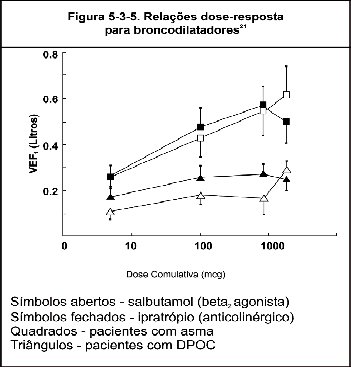 Figura 5-3-5. Relações dose-resposta
para broncodilatadores²¹
0.8
0.6
0.4
0.2
VEF₁ (Litros)
0 10 100 1000
Dose Comulativa (mcg)
Símbolos abertos - salbutamol (beta₂ agonista)
Símbolos fechados - ipratrópio (anticolinérgico)
Quadrados - pacientes com asma
Triângulos - pacientes com DPOC